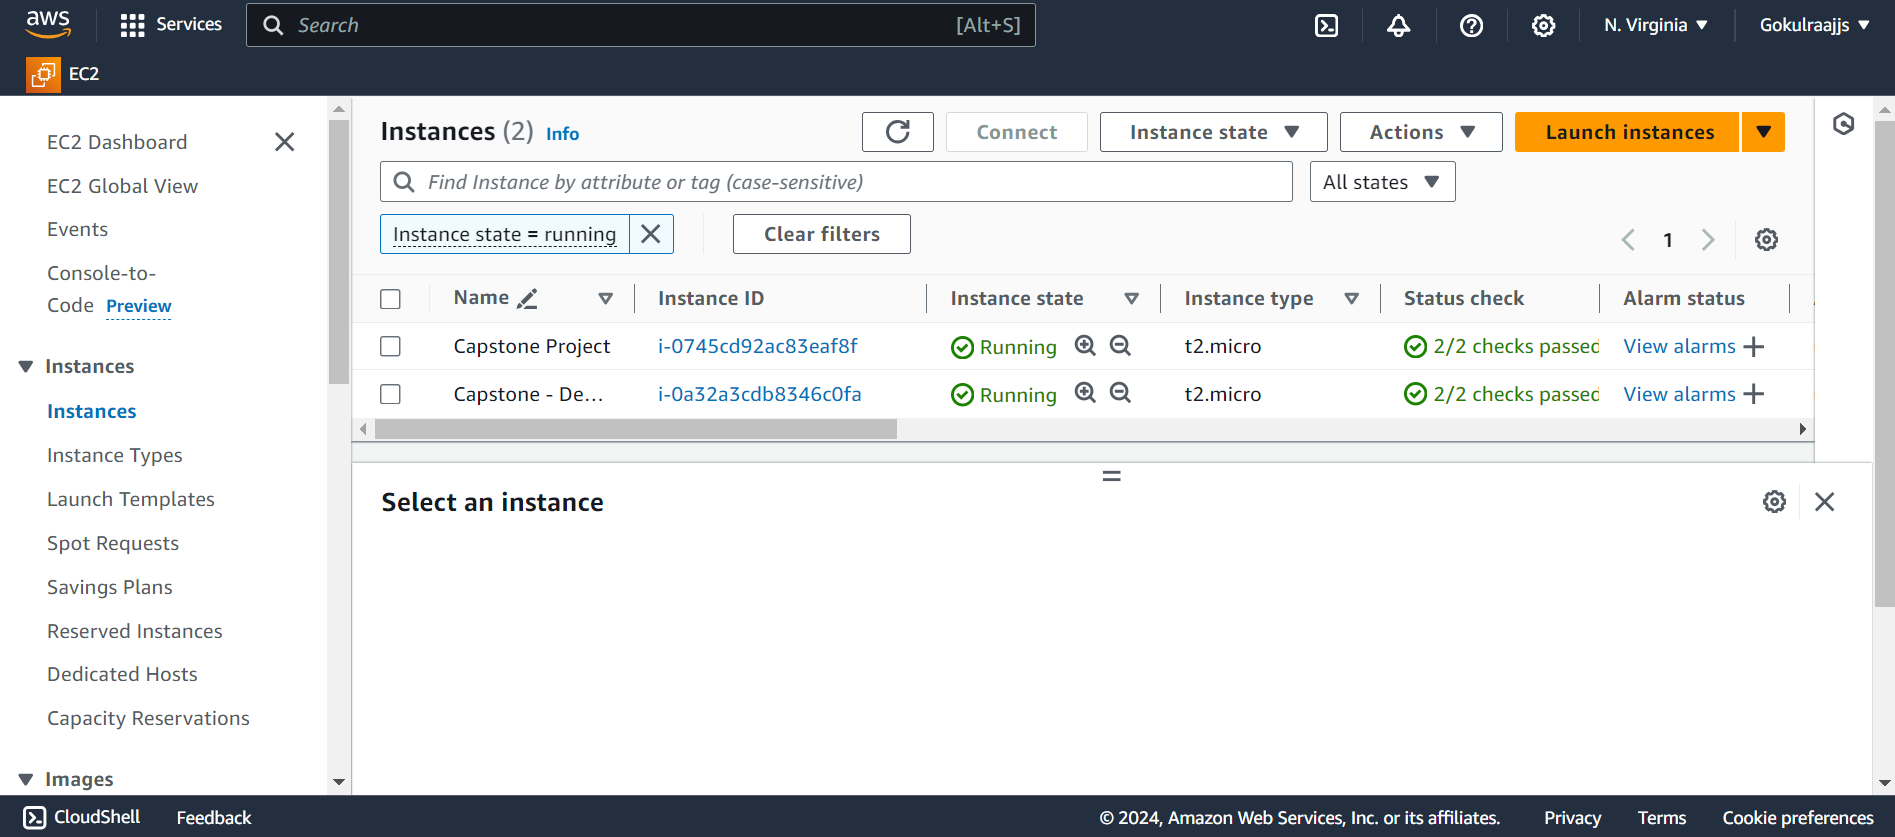 aws
Services
Search
[Alt+S]
N. Virginia
Gokulraajjs
EC2
EC2 Dashboard
EC2 Global View
Events
Console-to-
Code Preview
Instances
Instances
Instance Types
Launch Templates
Spot Requests
Savings Plans
Reserved Instances
Dedicated Hosts
Capacity Reservations
Images
Instances (2) Info
Connect
Instance state
Actions
Launch instances
Find Instance by attribute or tag (case-sensitive)
All states
Instance state = running
Clear filters
1
Name Instance ID Instance state Instance type Status check Alarm status
Capstone Project i-0745cd92ac83eaf8f Running t2.micro 2/2 checks passed View alarms
Capstone - De... i-0a32a3cdb8346c0fa Running t2.micro 2/2 checks passed View alarms
Select an instance
CloudShell Feedback © 2024, Amazon Web Services, Inc. or its affiliates. Privacy Terms Cookie preferences